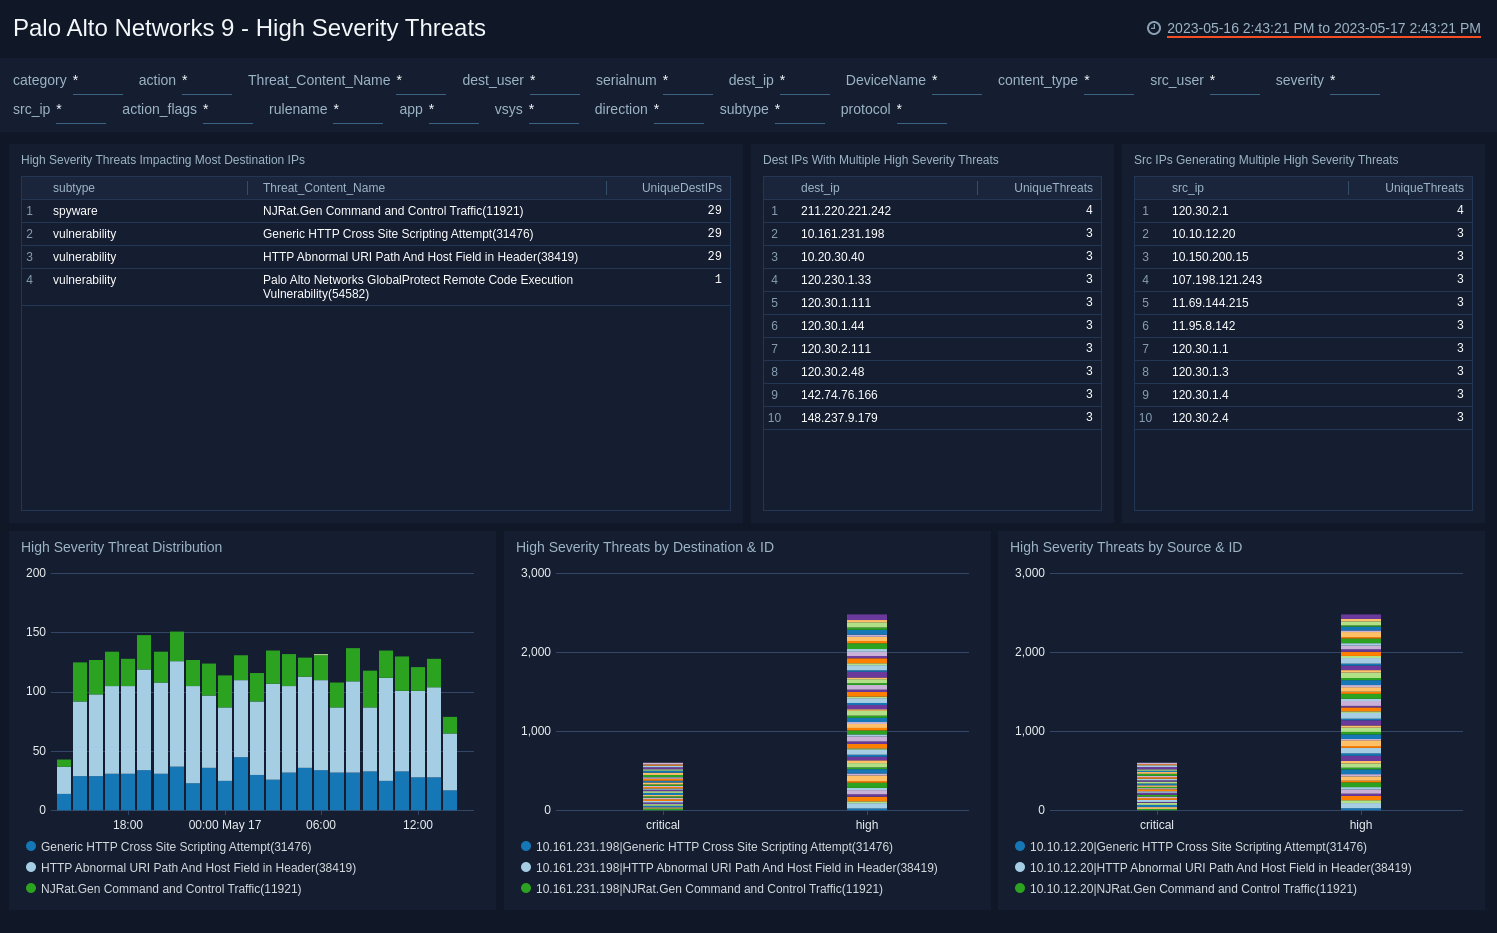 Palo Alto Networks 9 - High Severity Threats
2023-05-16 2:43:21 PM to 2023-05-17 2:43:21 PM
category * action * Threat_Content_Name * dest_user * serialnum * dest_ip * DeviceName * content_type * src_user * severity *
src_ip * action_flags * rulename * app * vsys * direction * subtype * protocol *
High Severity Threats Impacting Most Destination IPs
subtype Threat_Content_Name UniqueDestIPs
1 spyware NJRat.Gen Command and Control Traffic(11921) 29
2 vulnerability Generic HTTP Cross Site Scripting Attempt(31476) 29
3 vulnerability HTTP Abnormal URI Path And Host Field in Header(38419) 29
4 vulnerability Palo Alto Networks GlobalProtect Remote Code Execution 1
Vulnerability(54582)
Dest IPs With Multiple High Severity Threats
dest_ip UniqueThreats
1 211.220.221.242 4
2 10.161.231.198 3
3 10.20.30.40 3
4 120.230.1.33 3
5 120.30.1.111 3
6 120.30.1.44 3
7 120.30.2.111 3
8 120.30.2.48 3
9 142.74.76.166 3
10 148.237.9.179 3
Src IPs Generating Multiple High Severity Threats
src_ip UniqueThreats
1 120.30.2.1 4
2 10.10.12.20 3
3 10.150.200.15 3
4 107.198.121.243 3
5 11.69.144.215 3
6 11.95.8.142 3
7 120.30.1.1 3
8 120.30.1.3 3
9 120.30.1.4 3
10 120.30.2.4 3
High Severity Threat Distribution
200
150
100
50
0
18:00 00:00 May 17 06:00 12:00
Generic HTTP Cross Site Scripting Attempt(31476)
HTTP Abnormal URI Path And Host Field in Header(38419)
NJRat.Gen Command and Control Traffic(11921)
High Severity Threats by Destination & ID
3,000
2,000
1,000
0
critical high
10.161.231.198|Generic HTTP Cross Site Scripting Attempt(31476)
10.161.231.198|HTTP Abnormal URI Path And Host Field in Header(38419)
10.161.231.198|NJRat.Gen Command and Control Traffic(11921)
High Severity Threats by Source & ID
3,000
2,000
1,000
0
critical high
10.10.12.20|Generic HTTP Cross Site Scripting Attempt(31476)
10.10.12.20|HTTP Abnormal URI Path And Host Field in Header(38419)
10.10.12.20|NJRat.Gen Command and Control Traffic(11921)